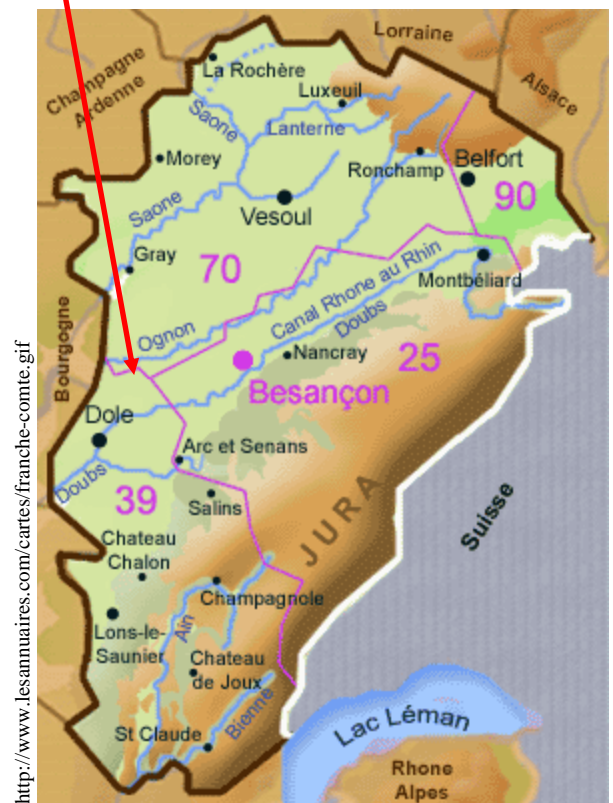 Lorraine
Champagne
Ardenne
Alsace
La Rochère
Luxeuil
Saone
Lanterne
Morey
Ronchamp
Belfort
90
Saone
Vesoul
Gray
70
Canal Rhone au Rhin
Montbéliard
Bourgogne
Ognon
Doubs
Nancray
25
Besançon
Dole
Arc et Senans
Doubs
39
Salins
JURA
Suisse
Chateau
Chalon
Champagnole
Ain
Lons-le-
Saunier
Chateau
de Joux
Bienne
St Claude
Lac Léman
Rhone
Alpes
http://www.lesannuaires.com/cartes/franche-comte.gif